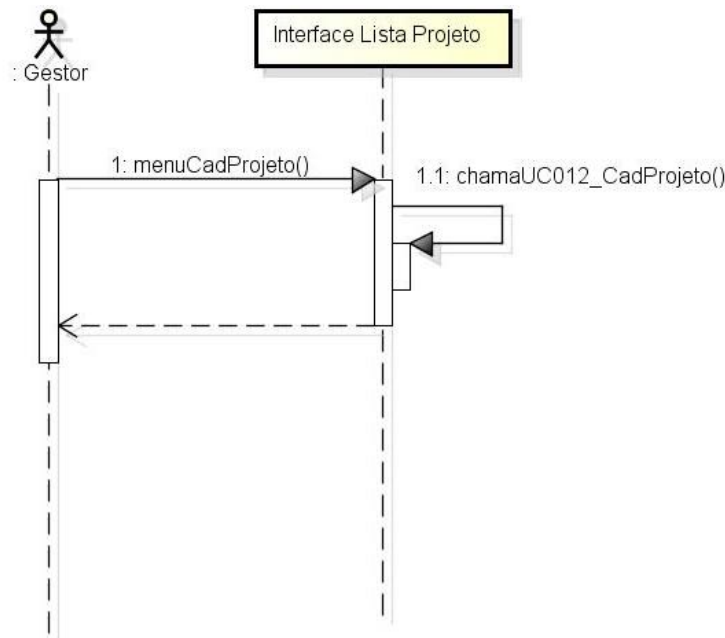 Interface Lista Projeto
: Gestor
1: menuCadProjeto()
1.1: chamaUC012_CadProjeto()